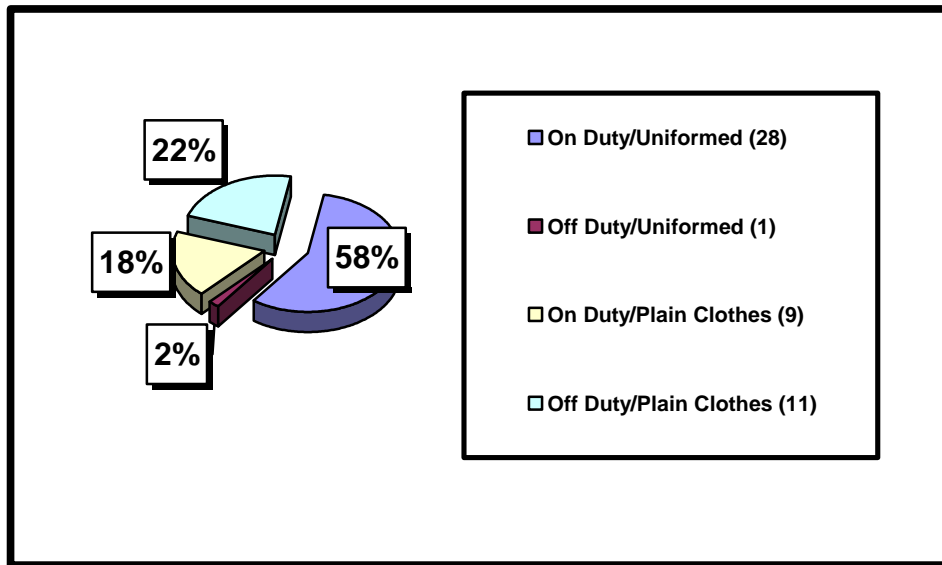 22%
18%
58%
2%
On Duty/Uniformed (28)
Off Duty/Uniformed (1)
On Duty/Plain Clothes (9)
Off Duty/Plain Clothes (11)